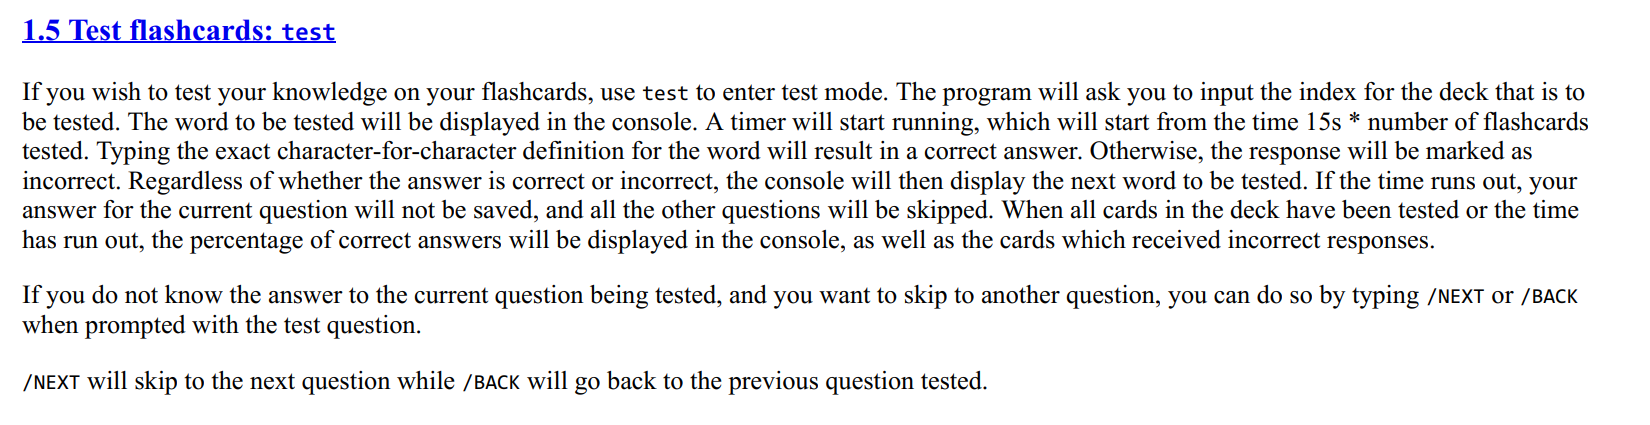 1.5 Test flashcards: test
If you wish to test your knowledge on your flashcards, use test to enter test mode. The program will ask you to input the index for the deck that is to
be tested. The word to be tested will be displayed in the console. A timer will start running, which will start from the time 15s * number of flashcards
tested. Typing the exact character-for-character definition for the word will result in a correct answer. Otherwise, the response will be marked as
incorrect. Regardless of whether the answer is correct or incorrect, the console will then display the next word to be tested. If the time runs out, your
answer for the current question will not be saved, and all the other questions will be skipped. When all cards in the deck have been tested or the time
has run out, the percentage of correct answers will be displayed in the console, as well as the cards which received incorrect responses.
If you do not know the answer to the current question being tested, and you want to skip to another question, you can do so by typing /NEXT or /BACK
when prompted with the test question.
/NEXT will skip to the next question while /BACK will go back to the previous question tested.